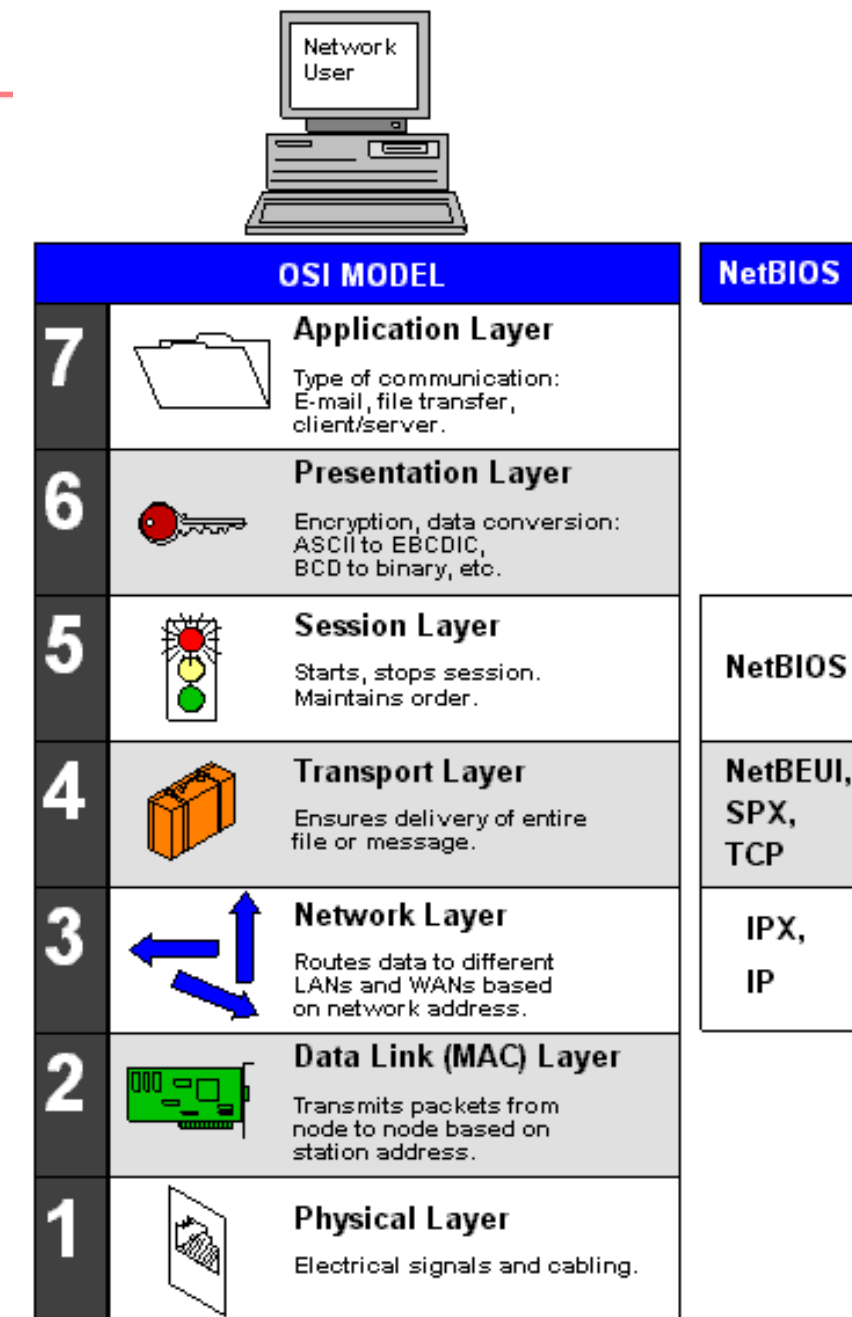 Network
User
OSI MODEL
NetBIOS
7
Application Layer
Type of communication:
E-mail, file transfer,
client/server.
6
Presentation Layer
Encryption, data conversion:
ASCII to EBCDIC,
BCD to binary, etc.
5
Session Layer
Starts, stops session.
Maintains order.
NetBIOS
4
Transport Layer
Ensures delivery of entire
file or message.
NetBEUI,
SPX,
TCP
3
Network Layer
Routes data to different
LANs and WANs based
on network address.
IPX,
IP
2
Data Link (MAC) Layer
Transmits packets from
node to node based on
station address.
1
Physical Layer
Electrical signals and cabling.